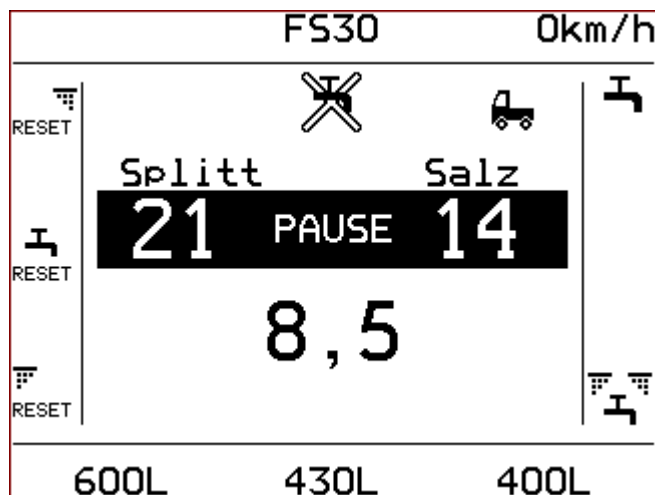 FS30 0km/h
RESET
Splitt Salz
21 PAUSE 14
RESET
8,5
RESET
600L 430L 400L